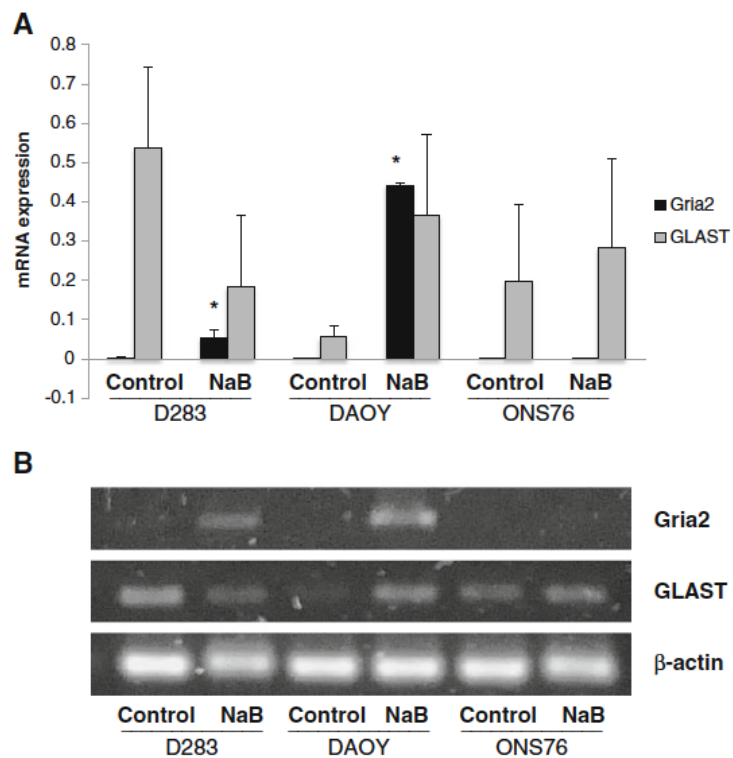 A
0.8
0.7
0.6
0.5
0.4
0.3
0.2
0.1
0
-0.1
mRNA expression
*
*
Gria2
GLAST
Control NaB Control NaB Control NaB
D283 DAOY ONS76
B
Gria2
GLAST
β-actin
Control NaB Control NaB Control NaB
D283 DAOY ONS76